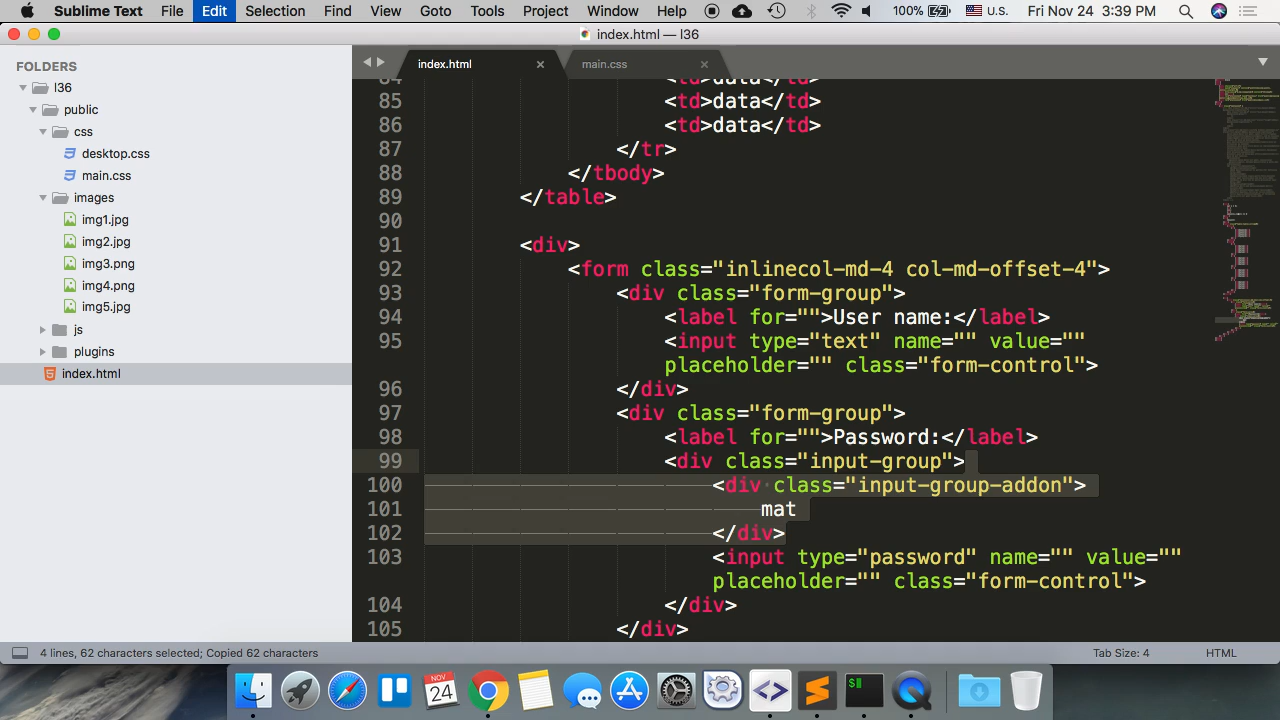 Sublime Text File Edit Selection Find View Goto Tools Project Window Help 100% U.S. Fri Nov 24 3:39 PM
index.html — l36
FOLDERS
l36
public
css
desktop.css
main.css
images
img1.jpg
img2.jpg
img3.png
img4.png
img5.jpg
js
plugins
index.html
index.html × main.css ×
84 <td>data</td>
85 <td>data</td>
86 <td>data</td>
87 </tr>
88 </tbody>
89 </table>
90
91 <div>
92 <form class="inlinecol-md-4 col-md-offset-4">
93 <div class="form-group">
94 <label for="">User name:</label>
95 <input type="text" name="" value=""
placeholder="" class="form-control">
96 </div>
97 <div class="form-group">
98 <label for="">Password:</label>
99 <div class="input-group">
100 <div class="input-group-addon">
101 mat
102 </div>
103 <input type="password" name="" value=""
placeholder="" class="form-control">
104 </div>
105 </div>
4 lines, 62 characters selected; Copied 62 characters Tab Size: 4 HTML
NOV
24